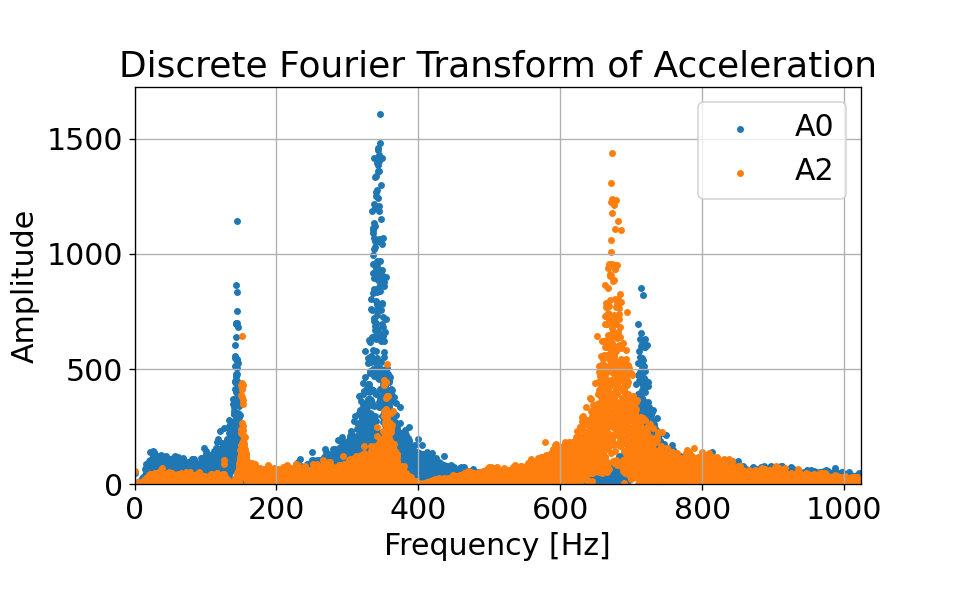 Discrete Fourier Transform of Acceleration
A0
A2
1500
1000
500
0
Amplitude
0 200 400 600 800 1000
Frequency [Hz]